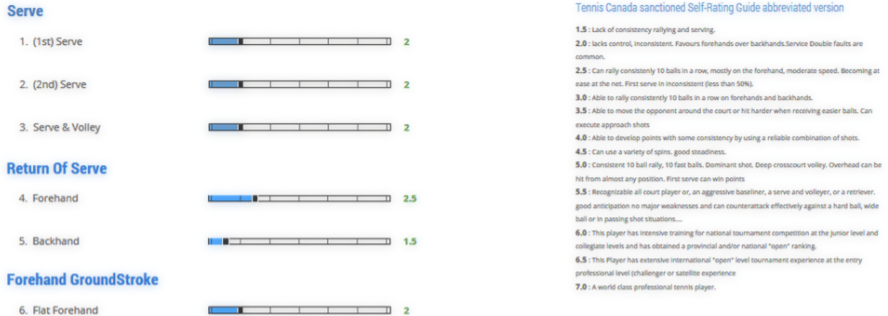 Serve
1. (1st) Serve 2
2. (2nd) Serve 2
3. Serve & Volley 2
Return Of Serve
4. Forehand 2.5
5. Backhand 1.5
Forehand GroundStroke
6. Flat Forehand 2
Tennis Canada sanctioned Self-Rating Guide abbreviated version
1.5 : Lack of consistency rallying and serving.
2.0 : lacks control, inconsistent. Favours forehands over backhands.Service Double faults are
common.
2.5 : Can rally consistenly 10 balls in a row, mostly on the forehand, moderate speed. Becoming at
ease at the net. First serve in inconsistent (less than 50%).
3.0 : Able to rally consistently 10 balls in a row on forehands and backhands.
3.5 : Able to move the opponent around the court or hit harder when receiving easier balls. Can
execute approach shots
4.0 : Able to develop points with some consistency by using a reliable combination of shots.
4.5 : Can use a variety of spins. good steadiness.
5.0 : Consistent 10 ball rally, 10 fast balls. Dominant shot. Deep crosscourt volley. Overhead can be
hit from almost any position. First serve can win points
5.5 : Recognizable all court player or, an aggressive baseliner, a serve and volleyer, or a retriever.
good anticipation no major weaknesses and can counterattack effectively against a hard ball, wide
ball or in passing shot situations....
6.0 : This player has intensive training for national tournament competition at the junior level and
collegiate levels and has obtained a provincial and/or national "open" ranking.
6.5 : This Player has extensive international "open" level tournament experience at the entry
professional level (challenger or satellite experience
7.0 : A world class professional tennis player.